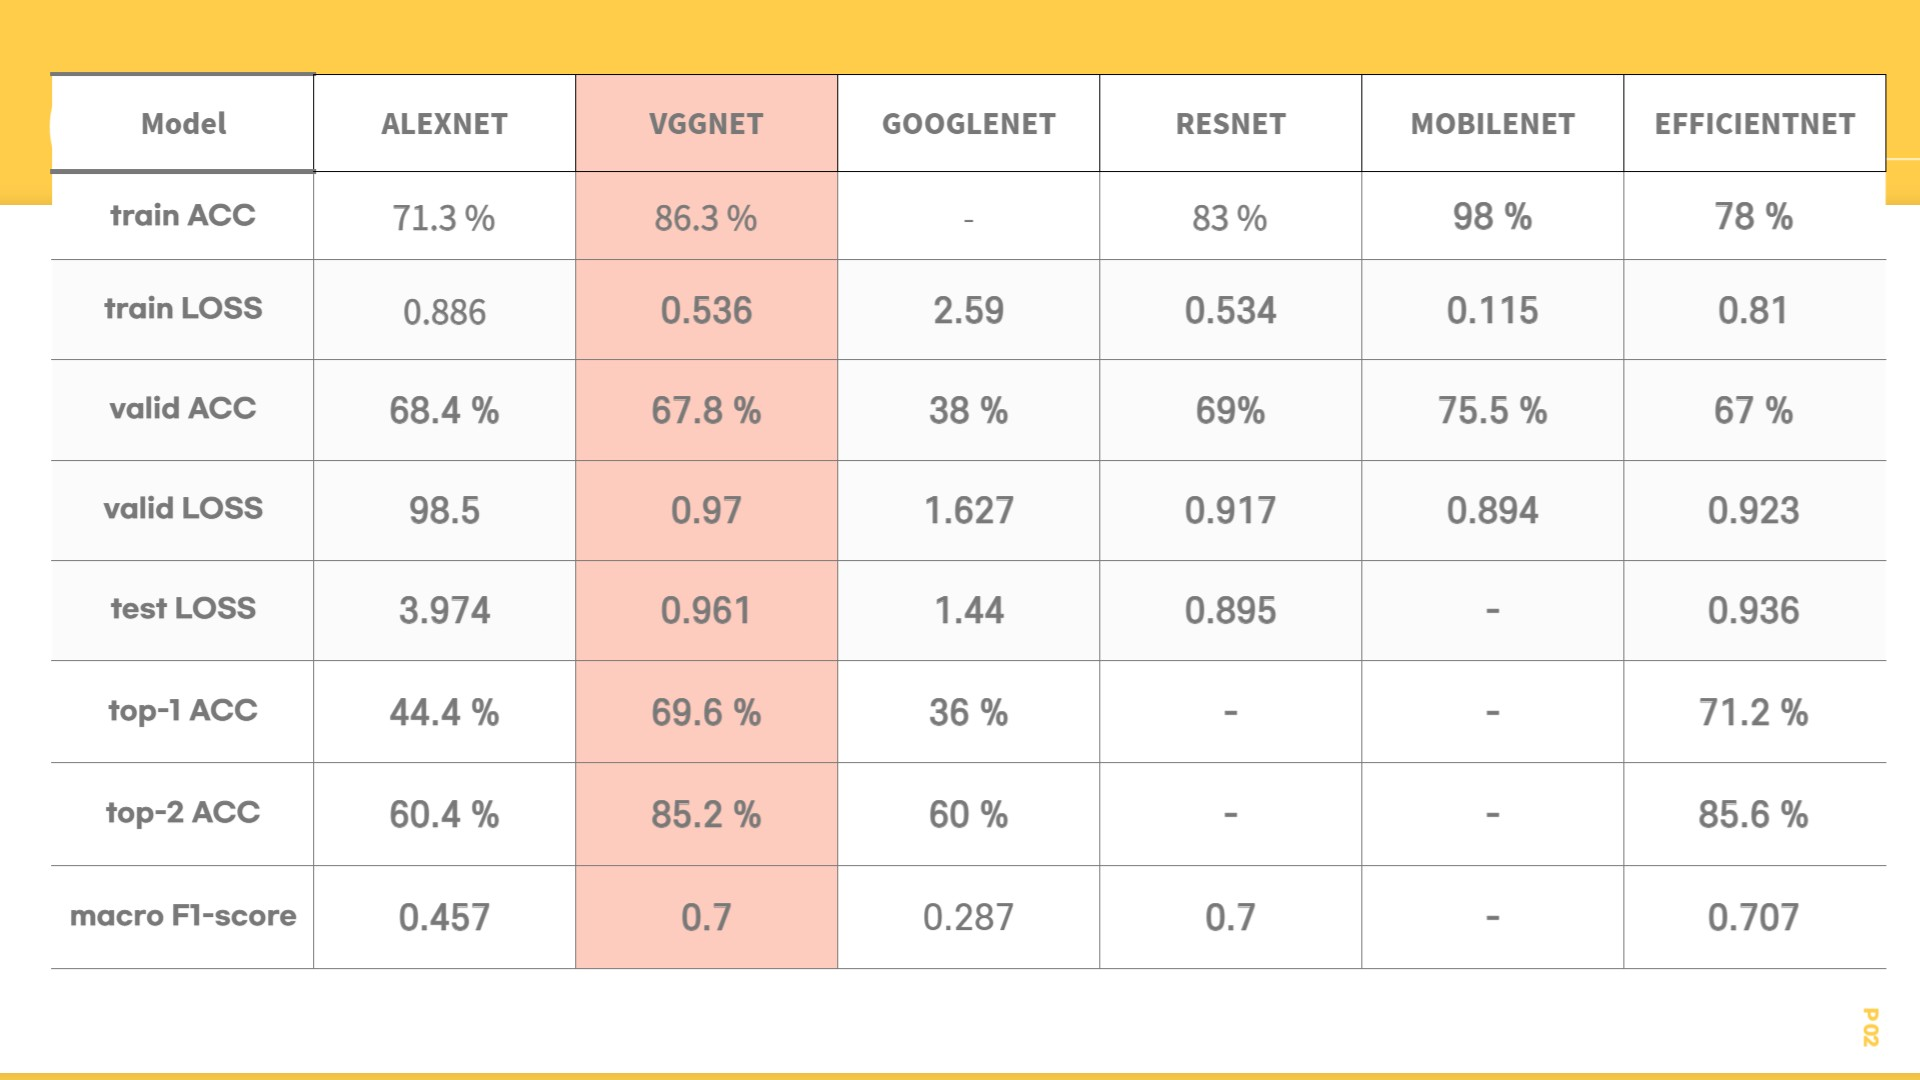 Model ALEXNET VGGNET GOOGLENET RESNET MOBILENET EFFICIENTNET
train ACC 71.3 % 86.3 % - 83 % 98 % 78 %
train LOSS 0.886 0.536 2.59 0.534 0.115 0.81
valid ACC 68.4 % 67.8 % 38 % 69% 75.5 % 67 %
valid LOSS 98.5 0.97 1.627 0.917 0.894 0.923
test LOSS 3.974 0.961 1.44 0.895 - 0.936
top-1 ACC 44.4 % 69.6 % 36 % - - 71.2 %
top-2 ACC 60.4 % 85.2 % 60 % - - 85.6 %
macro F1-score 0.457 0.7 0.287 0.7 - 0.707
P 02